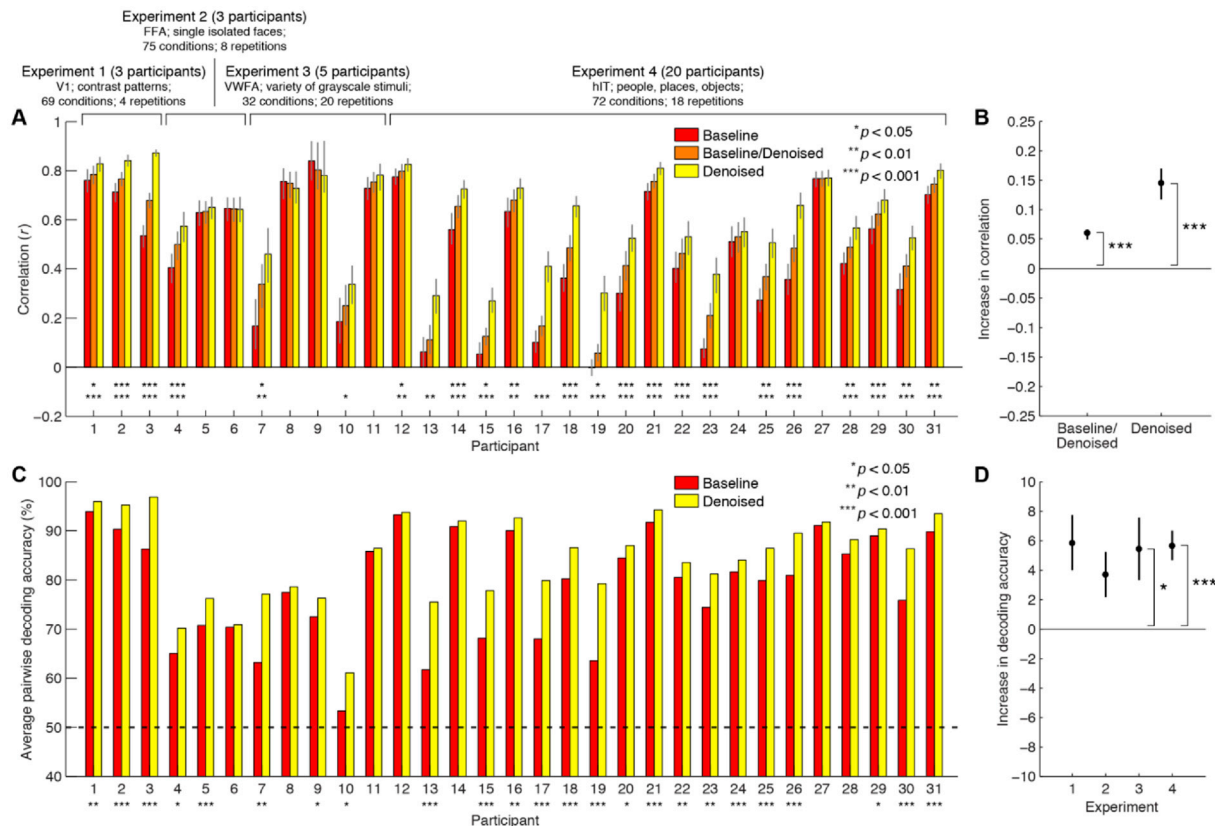 Experiment 2 (3 participants)
FFA; single isolated faces;
75 conditions; 8 repetitions
Experiment 1 (3 participants)
V1; contrast patterns;
69 conditions; 4 repetitions
Experiment 3 (5 participants)
VWFA; variety of grayscale stimuli;
32 conditions; 20 repetitions
Experiment 4 (20 participants)
hIT; people, places, objects;
72 conditions; 18 repetitions
A
1
0.8
0.6
0.4
0.2
0
-0.2
Correlation (r)
Baseline
Baseline/Denoised
Denoised
*p < 0.05
**p < 0.01
***p < 0.001
* *** *** *** * * * *** * ** *** * *** *** *** *** ** *** ** *** ** **
*** *** *** *** ** * ** ** *** *** ** *** *** *** *** *** *** *** *** *** *** *** *** ***
1 2 3 4 5 6 7 8 9 10 11 12 13 14 15 16 17 18 19 20 21 22 23 24 25 26 27 28 29 30 31
Participant
B
0.25
0.2
0.15
0.1
0.05
0
-0.05
-0.1
-0.15
-0.2
-0.25
Increase in correlation
***
***
Baseline/
Denoised
Denoised
C
100
90
80
70
60
50
40
Average pairwise decoding accuracy (%)
Baseline
Denoised
*p < 0.05
**p < 0.01
***p < 0.001
1 2 3 4 5 6 7 8 9 10 11 12 13 14 15 16 17 18 19 20 21 22 23 24 25 26 27 28 29 30 31
** *** *** * *** ** * * *** *** ** *** *** *** * *** ** ** *** *** *** * *** ***
Participant
D
10
8
6
4
2
0
-2
-4
-6
-8
-10
Increase in decoding accuracy
*
***
1 2 3 4
Experiment